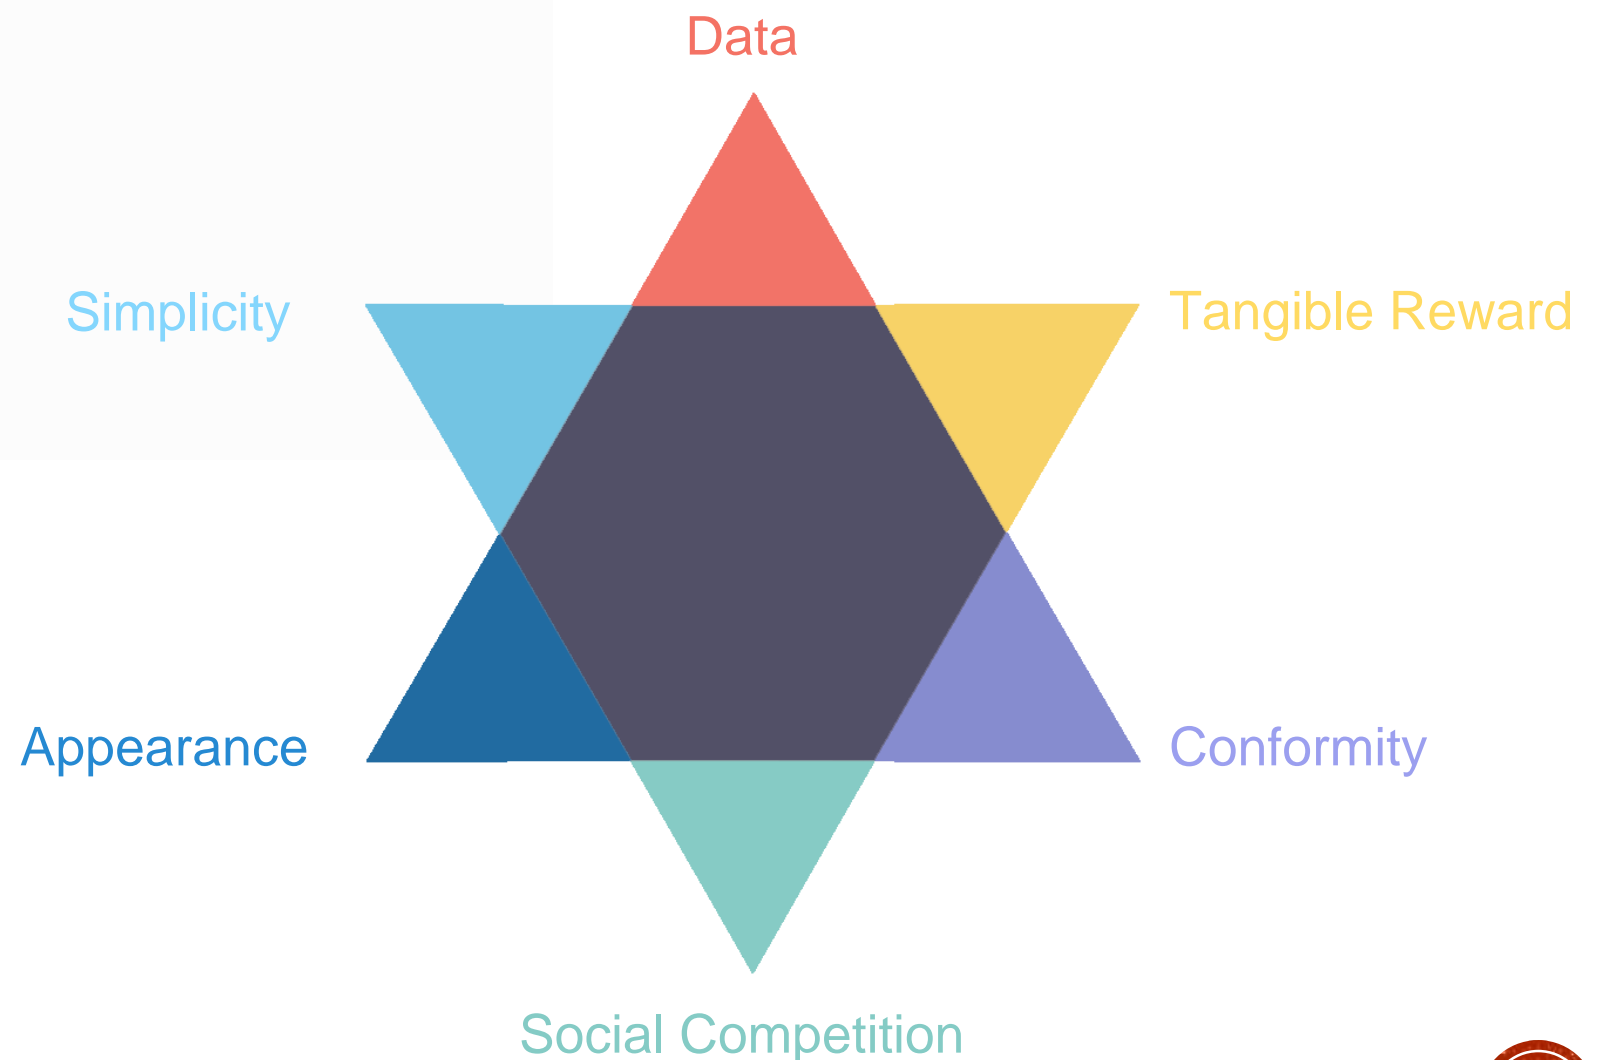 Data
Simplicity
Tangible Reward
Appearance
Conformity
Social Competition